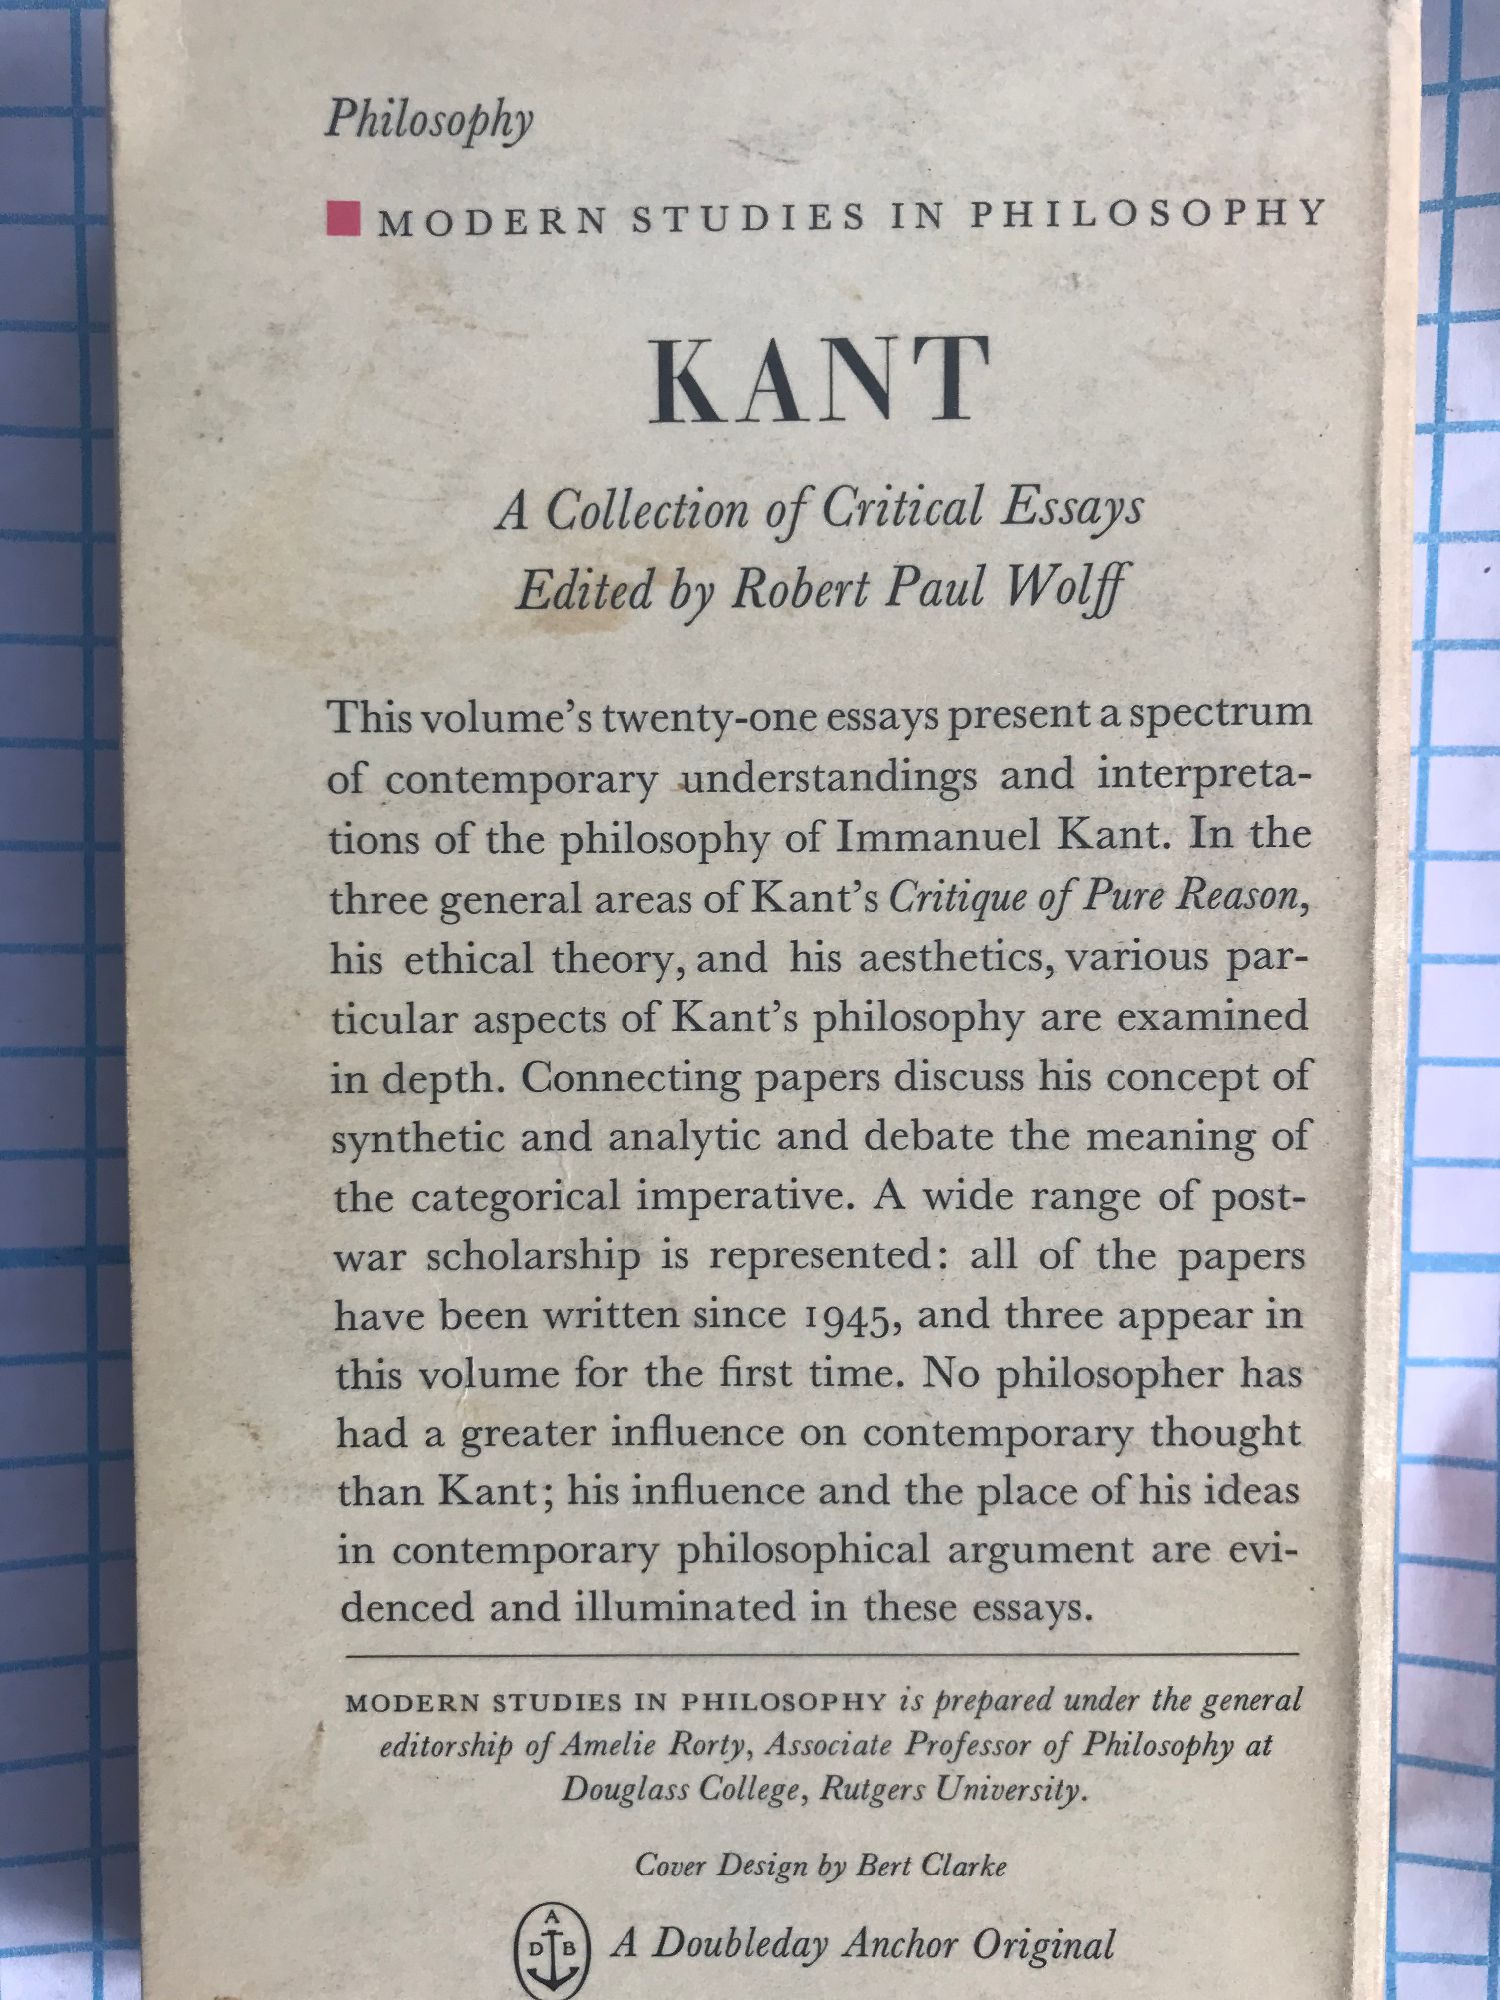 Philosophy
MODERN STUDIES IN PHILOSOPHY
KANT
A Collection of Critical Essays
Edited by Robert Paul Wolff
This volume's twenty-one essays present a spectrum
of contemporary understandings and interpreta-
tions of the philosophy of Immanuel Kant. In the
three general areas of Kant's Critique of Pure Reason,
his ethical theory, and his aesthetics, various par-
ticular aspects of Kant's philosophy are examined
in depth. Connecting papers discuss his concept of
synthetic and analytic and debate the meaning of
the categorical imperative. A wide range of post-
war scholarship is represented: all of the papers
have been written since 1945, and three appear in
this volume for the first time. No philosopher has
had a greater influence on contemporary thought
than Kant; his influence and the place of his ideas
in contemporary philosophical argument are evi-
denced and illuminated in these essays.
MODERN STUDIES IN PHILOSOPHY is prepared under the general
editorship of Amelie Rorty, Associate Professor of Philosophy at
Douglass College, Rutgers University.
Cover Design by Bert Clarke
A
D B
A Doubleday Anchor Original